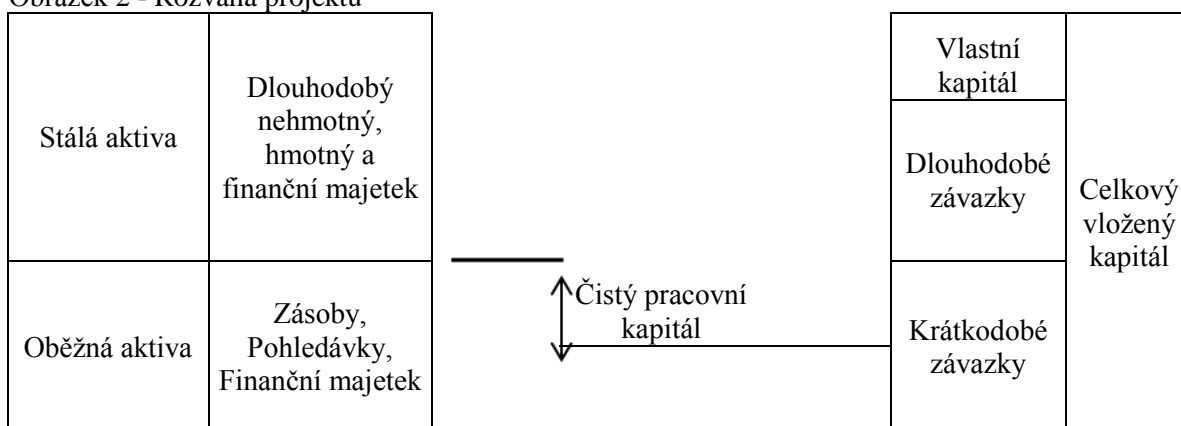 Obrázek 2 - Rozvaha projektu
Stálá aktiva
Dlouhodobý
nehmotný,
hmotný a
finanční majetek
Oběžná aktiva
Zásoby,
Pohledávky,
Finanční majetek
Čistý pracovní
kapitál
Vlastní
kapitál
Dlouhodobé
závazky
Krátkodobé
závazky
Celkový
vložený
kapitál